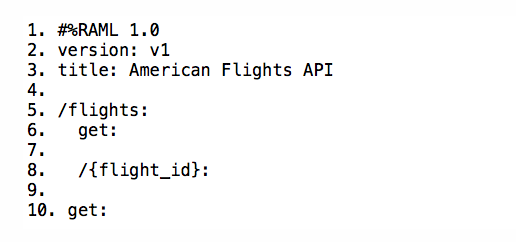 1. #%RAML 1.0
2. version: v1
3. title: American Flights API
4.
5. /flights:
6.   get:
7.
8.   /{flight_id}:
9.
10. get: